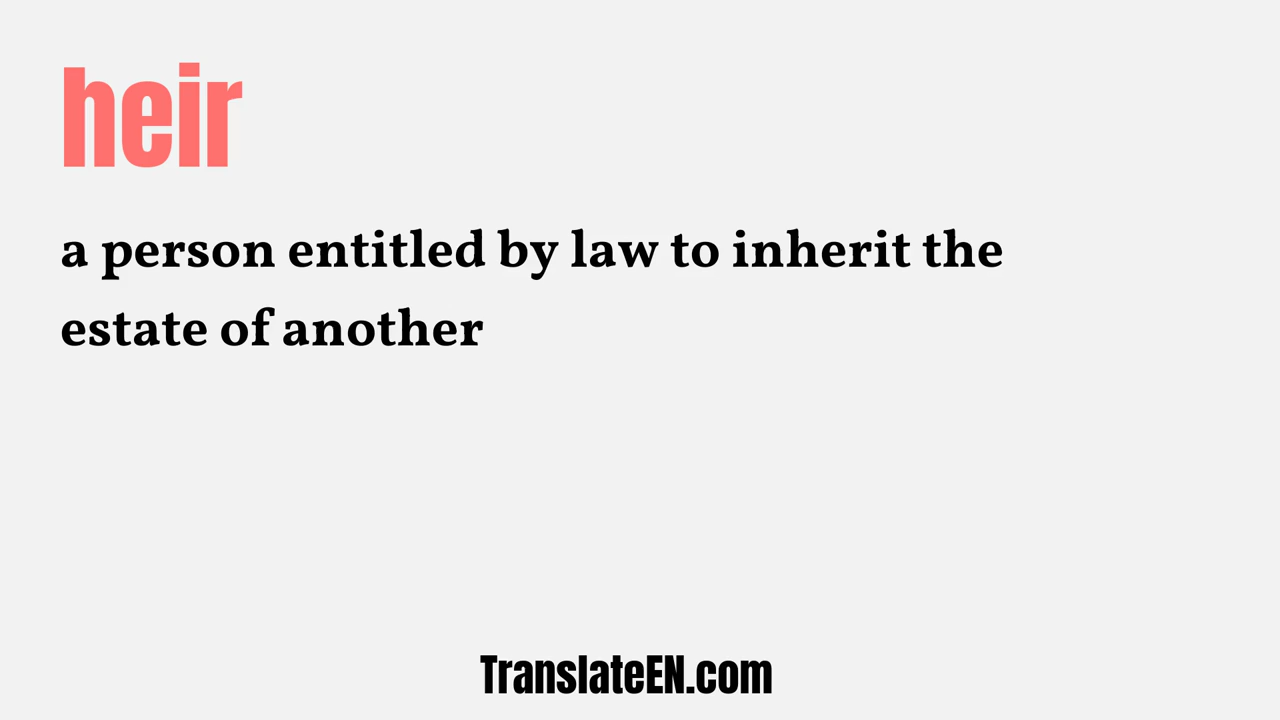 heir
a person entitled by law to inherit the
estate of another
TranslateEN.com